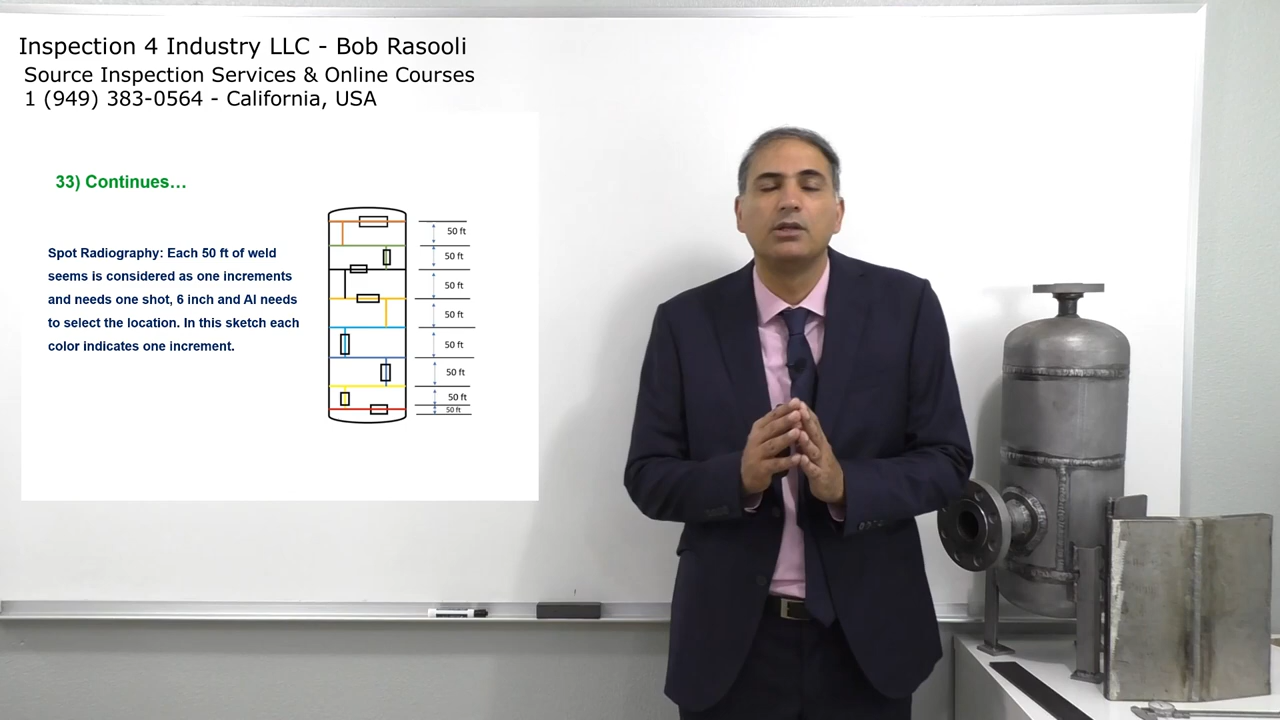 Inspection 4 Industry LLC - Bob Rasooli
Source Inspection Services & Online Courses
1 (949) 383-0564 - California, USA
33) Continues…
Spot Radiography: Each 50 ft of weld
seems is considered as one increments
and needs one shot, 6 inch and AI needs
to select the location. In this sketch each
color indicates one increment.
50 ft
50 ft
50 ft
50 ft
50 ft
50 ft
50 ft
50 ft